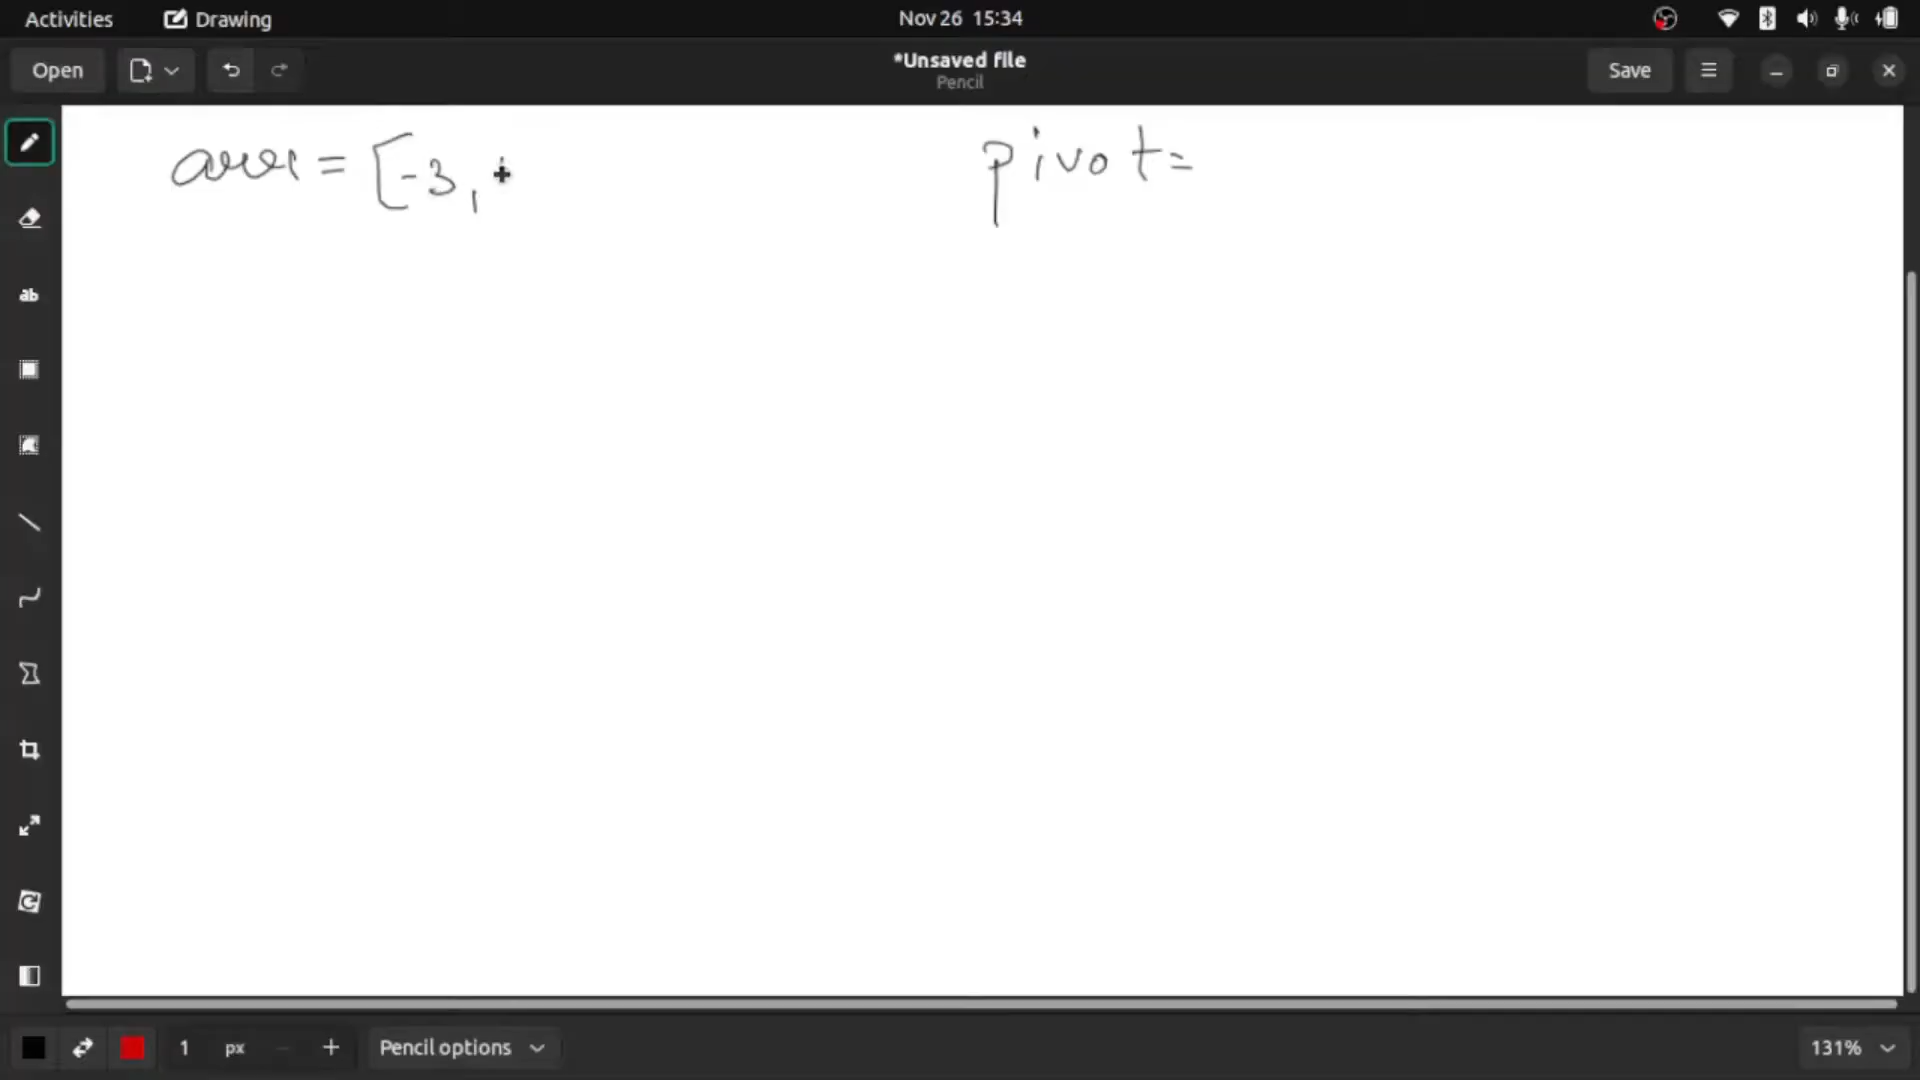 Activities Drawing Nov 26 15:34
Open *Unsaved file Save
Pencil
arr = [-3, pivot=
ab
1 px - + Pencil options 131%